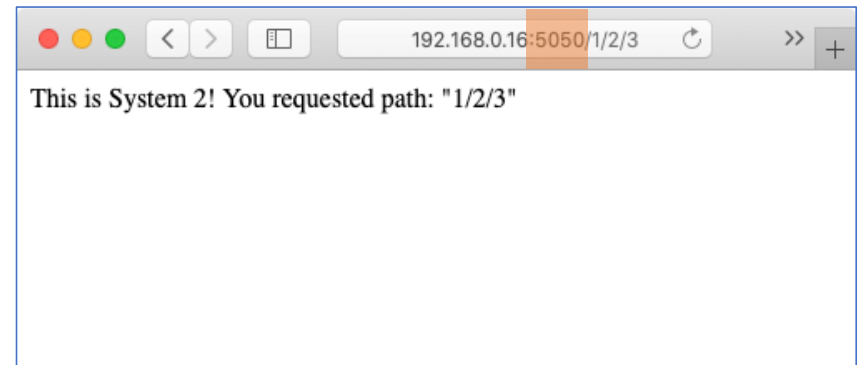 192.168.0.16:5050/1/2/3
This is System 2! You requested path: "1/2/3"